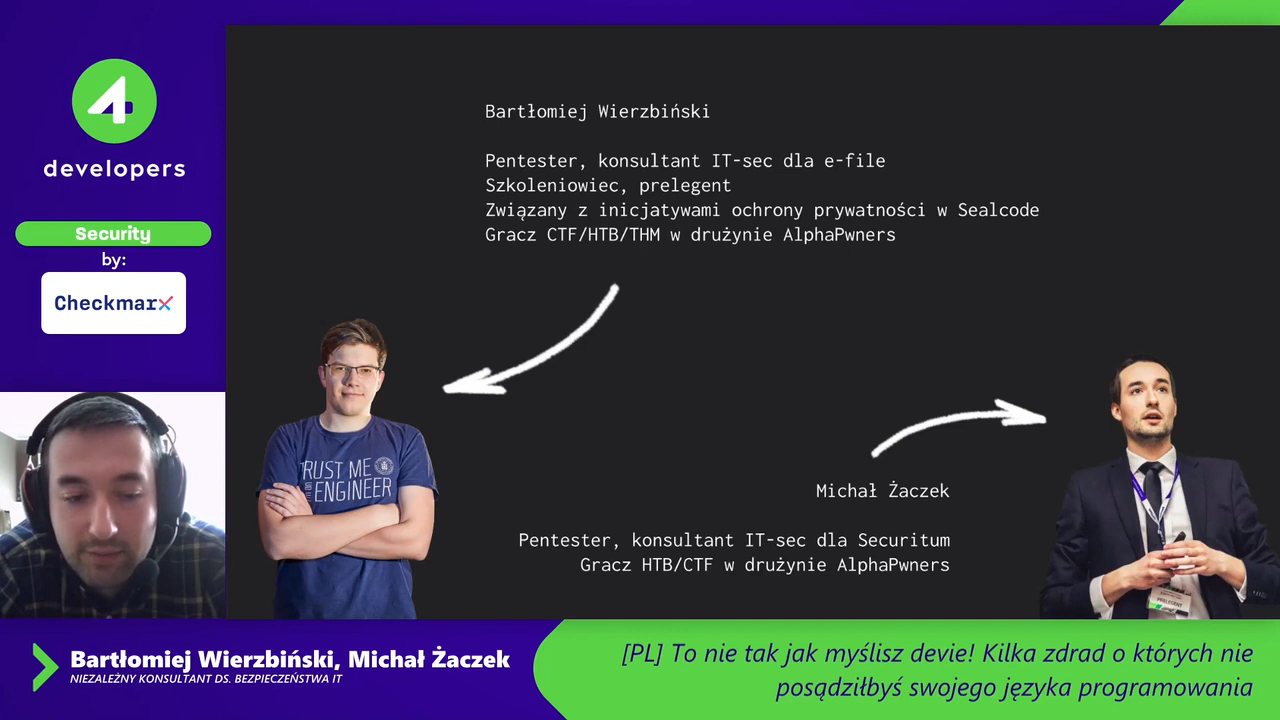 4
developers
Security
by:
Checkmarx
Bartłomiej Wierzbiński
Pentester, konsultant IT-sec dla e-file
Szkoleniowiec, prelegent
Związany z inicjatywami ochrony prywatności w Sealcode
Gracz CTF/HTB/THM w drużynie AlphaPwners
TRUST ME
ENGINEER
Michał Żaczek
Pentester, konsultant IT-sec dla Securitum
Gracz HTB/CTF w drużynie AlphaPwners
PRELEGENT
Bartłomiej Wierzbiński, Michał Żaczek
NIEZALEŻNY KONSULTANT DS. BEZPIECZEŃSTWA IT
[PL] To nie tak jak myślisz devie! Kilka zdrad o których nie
posądziłbyś swojego języka programowania